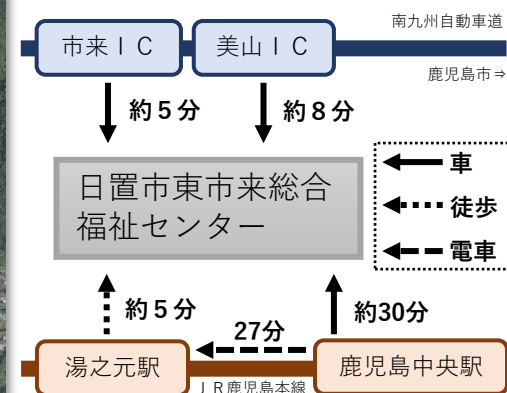 南九州自動車道
市来ＩＣ
美山ＩＣ
鹿児島市⇒
約５分
約８分
日置市東市来総合
福祉センター
車
徒歩
電車
約５分
27分
約30分
湯之元駅
鹿児島中央駅
ＪＲ鹿児島本線